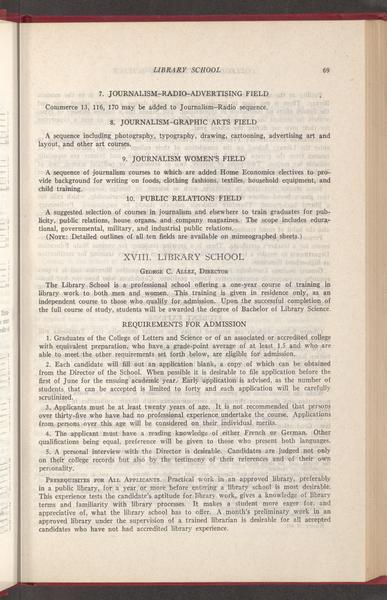 LIBRARY SCHOOL 69
7. JOURNALISM–RADIO–ADVERTISING FIELD
Commerce 13, 116, 170 may be added to Journalism–Radio sequence.
8. JOURNALISM–GRAPHIC ARTS FIELD
A sequence including photography, typography, drawing, cartooning, advertising art and
layout, and other art courses.
9. JOURNALISM WOMEN'S FIELD
A sequence of journalism courses to which are added Home Economics electives to pro-
vide background for writing on foods, clothing fashions, textiles, household equipment, and
child training.
10. PUBLIC RELATIONS FIELD
A suggested selection of courses in journalism and elsewhere to train graduates for pub-
licity, public relations, house organs, and company magazines. The scope includes educa-
tional, governmental, military, and industrial public relations.
(NOTE: Detailed outlines of all ten fields are available on mimeographed sheets.)
XVIII. LIBRARY SCHOOL
GEORGE C. ALLEZ, DIRECTOR
The Library School is a professional school offering a one-year course of training in
library work to both men and women. This training is given in residence only, as an
independent course to those who qualify for admission. Upon the successful completion of
the full course of study, students will be awarded the degree of Bachelor of Library Science.
REQUIREMENTS FOR ADMISSION
1. Graduates of the College of Letters and Science or of an associated or accredited college
with equivalent preparation, who have a grade-point average of at least 1.5 and who are
able to meet the other requirements set forth below, are eligible for admission.
2. Each candidate will fill out an application blank, a copy of which can be obtained
from the Director of the School. When possible it is desirable to file application before the
first of June for the ensuing academic year. Early application is advised, as the number of
students that can be accepted is limited to forty and each application will be carefully
scrutinized.
3. Applicants must be at least twenty years of age. It is not recommended that persons
over thirty-five who have had no professional experience undertake the course. Applications
from persons over this age will be considered on their individual merits.
4. The applicant must have a reading knowledge of either French or German. Other
qualifications being equal, preference will be given to those who present both languages.
5. A personal interview with the Director is desirable. Candidates are judged not only
on their college records but also by the testimony of their references and of their own
personality.
PREREQUISITES FOR ALL APPLICANTS. Practical work in an approved library, preferably
in a public library, for a year or more before entering a library school is most desirable.
This experience tests the candidate's aptitude for library work, gives a knowledge of library
terms and familiarity with library processes. It makes a student more eager for, and
appreciative of, what the library school has to offer. A month's preliminary work in an
approved library under the supervision of a trained librarian is desirable for all accepted
candidates who have not had accredited library experience.